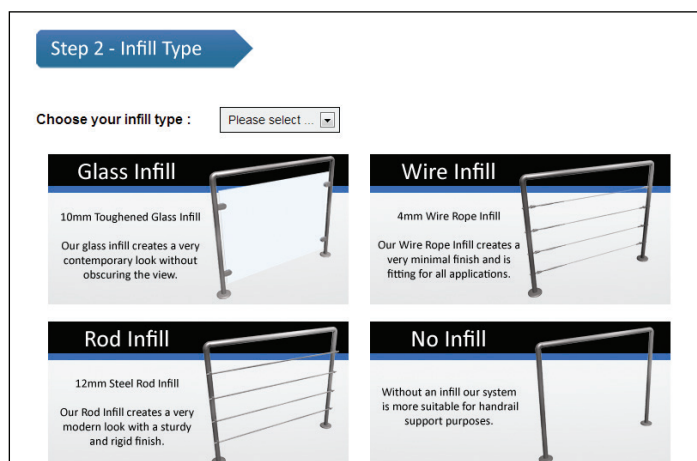 Step 2 - Infill Type
Choose your infill type :
Please select ...
Glass Infill
10mm Toughened Glass Infill
Our glass infill creates a very
contemporary look without
obscuring the view.
Wire Infill
4mm Wire Rope Infill
Our Wire Rope Infill creates a
very minimal finish and is
fitting for all applications.
Rod Infill
12mm Steel Rod Infill
Our Rod Infill creates a very
modern look with a sturdy
and rigid finish.
No Infill
Without an infill our system
is more suitable for handrail
support purposes.